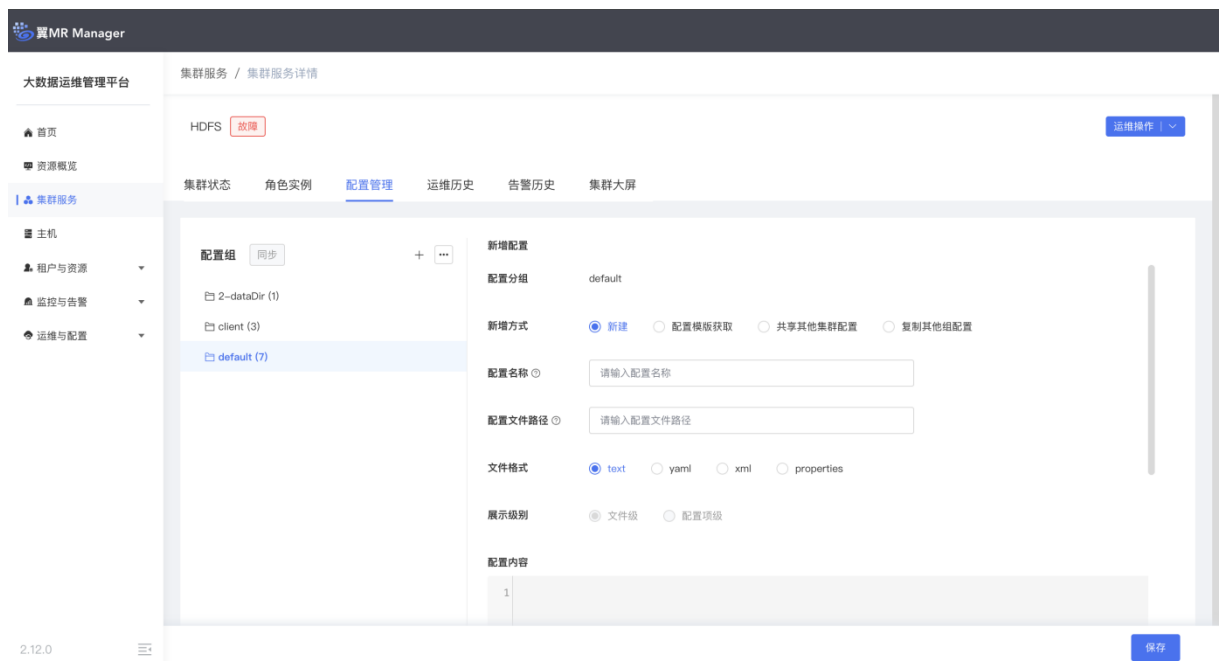 翼MR Manager
大数据运维管理平台
集群服务 / 集群服务详情
首页
资源概览
集群服务
主机
租户与资源
监控与告警
运维与配置
2.12.0
HDFS 故障
运维操作
集群状态 角色实例 配置管理 运维历史 告警历史 集群大屏
配置组 同步
2-dataDir (1)
client (3)
default (7)
新增配置
配置分组 default
新增方式 新建 配置模版获取 共享其他集群配置 复制其他组配置
配置名称 请输入配置名称
配置文件路径 请输入配置文件路径
文件格式 text yaml xml properties
展示级别 文件级 配置项级
配置内容
1
保存